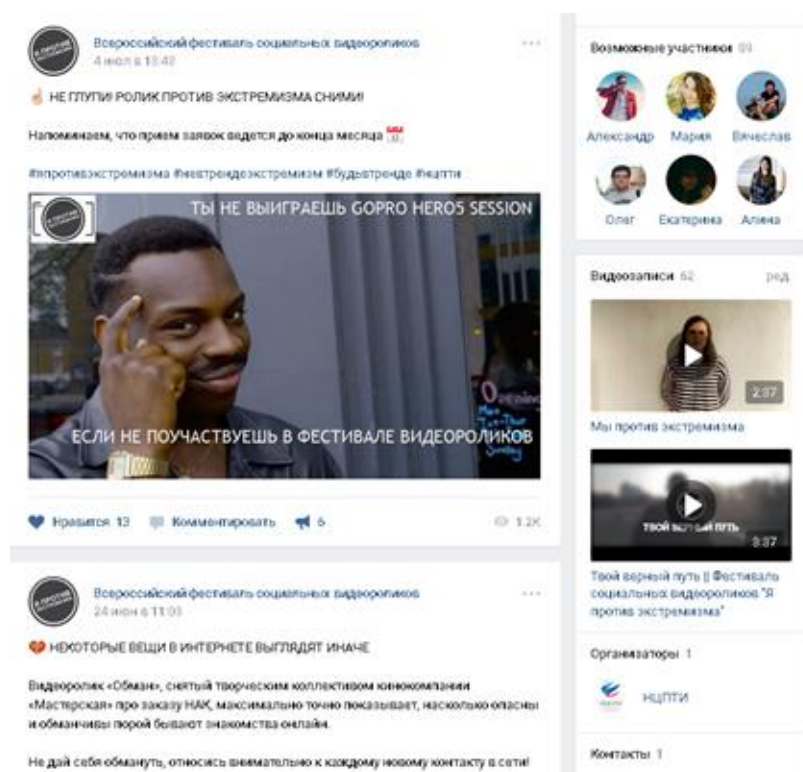 Всероссийский фестиваль социальных видеороликов
4 июл в 13:43
НЕ ГЛУПИ! РОЛИК ПРОТИВ ЭКСТРЕМИЗМА СНИМИ!
Напоминаем, что прием заявок ведется до конца месяца
#япротивэкстремизма #невтрендеэкстремизм #будьвтренде #нцпти
ТЫ НЕ ВЫИГРАЕШЬ GOPRO HERO5 SESSION
ЕСЛИ НЕ ПОУЧАСТВУЕШЬ В ФЕСТИВАЛЕ ВИДЕОРОЛИКОВ
Нравится 13 Комментировать 6 1.2K
Всероссийский фестиваль социальных видеороликов
24 июн в 11:03
НЕКОТОРЫЕ ВЕЩИ В ИНТЕРНЕТЕ ВЫГЛЯДЯТ ИНАЧЕ
Видеоролик «Обман», снятый творческим коллективом кинокомпании
«Мастерская» про заказу НАК, максимально точно показывает, насколько опасны
и обманчивы порой бывают знакомства онлайн.
Не дай себя обмануть, относись внимательно к каждому новому контакту в сети!
Возможные участники
Александр Мария Вячеслав
Олег Екатерина Алина
Видеозаписи 62 ред.
2:37
Мы против экстремизма
ТВОЙ ВЕРНЫЙ ПУТЬ
3:37
Твой верный путь || Фестиваль
социальных видеороликов "Я
против экстремизма"
Организаторы 1
НЦПТИ
Контакты 1